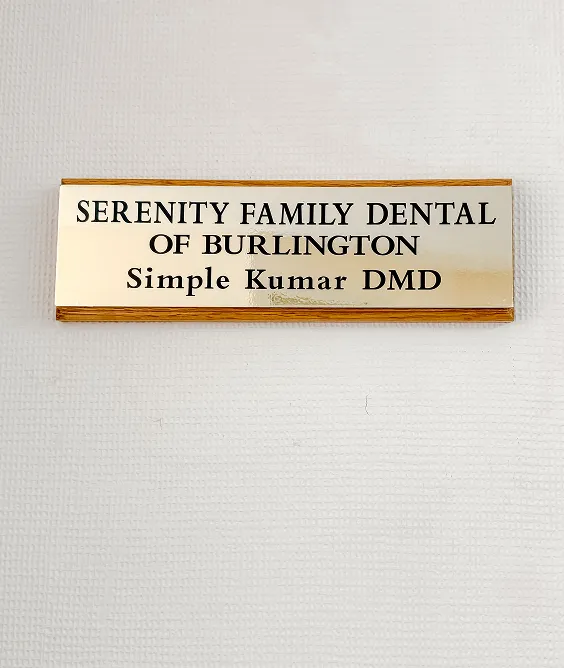 SERENITY FAMILY DENTAL
OF BURLINGTON
Simple Kumar DMD